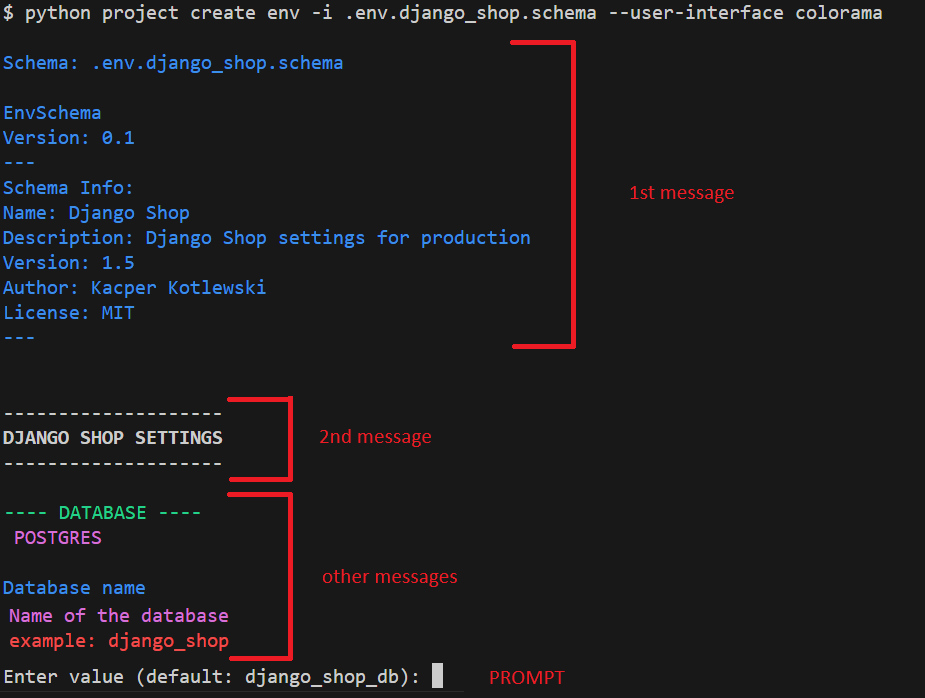 $ python project create env -i .env.django_shop.schema --user-interface colorama
Schema: .env.django_shop.schema
EnvSchema
Version: 0.1
---
Schema Info:
Name: Django Shop
Description: Django Shop settings for production
Version: 1.5
Author: Kacper Kotlewski
License: MIT
---
1st message
--------------------
DJANGO SHOP SETTINGS
--------------------
2nd message
---- DATABASE ----
POSTGRES
Database name
Name of the database
example: django_shop
other messages
Enter value (default: django_shop_db):
PROMPT